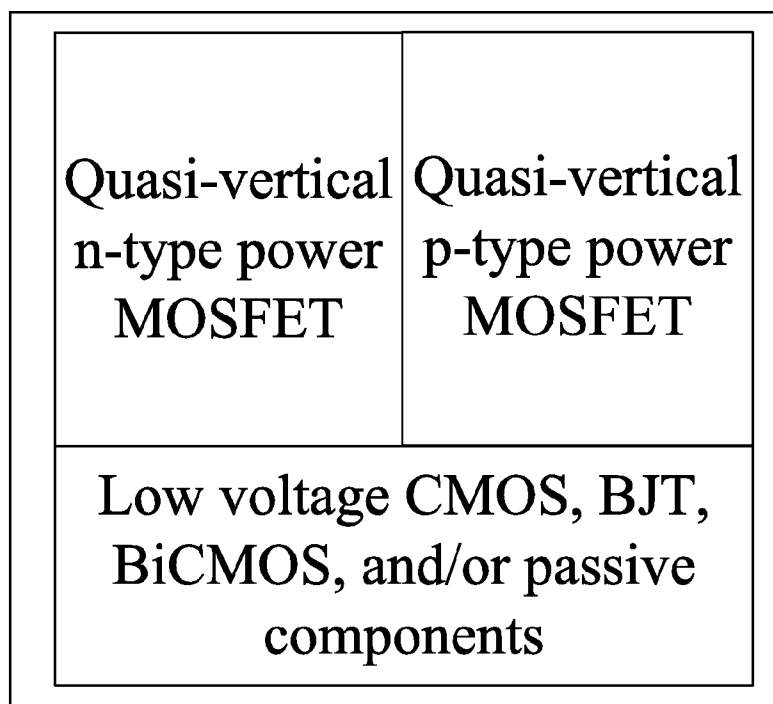 Quasi-vertical
n-type power
MOSFET
Quasi-vertical
p-type power
MOSFET
Low voltage CMOS, BJT,
BiCMOS, and/or passive
components